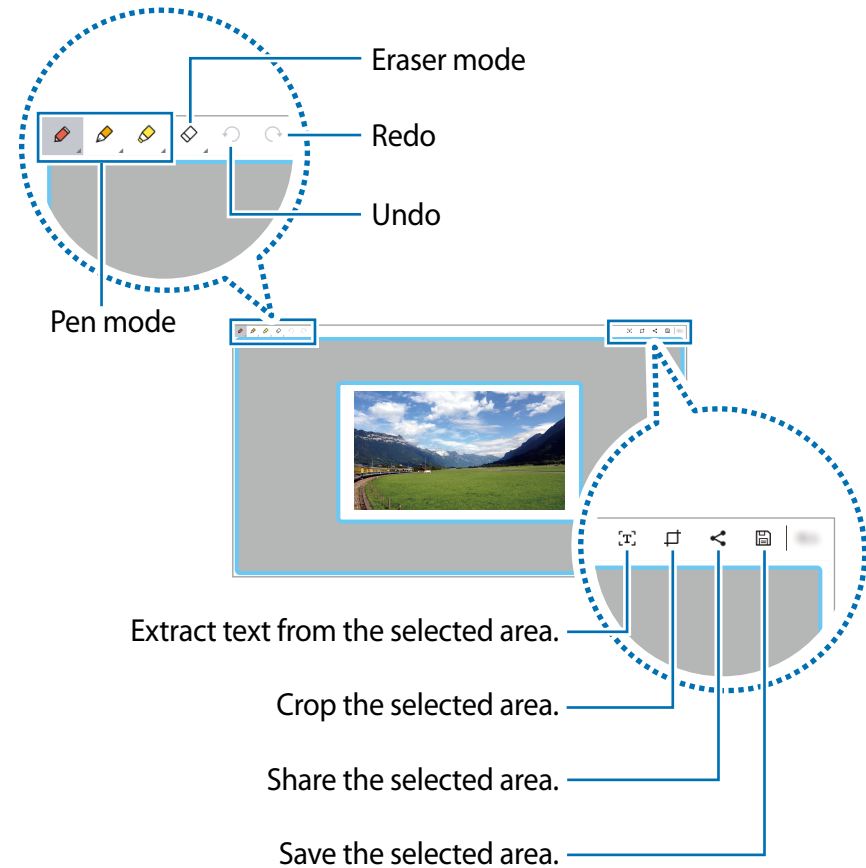 Eraser mode
Redo
Undo
Pen mode
Extract text from the selected area.
Crop the selected area.
Share the selected area.
Save the selected area.